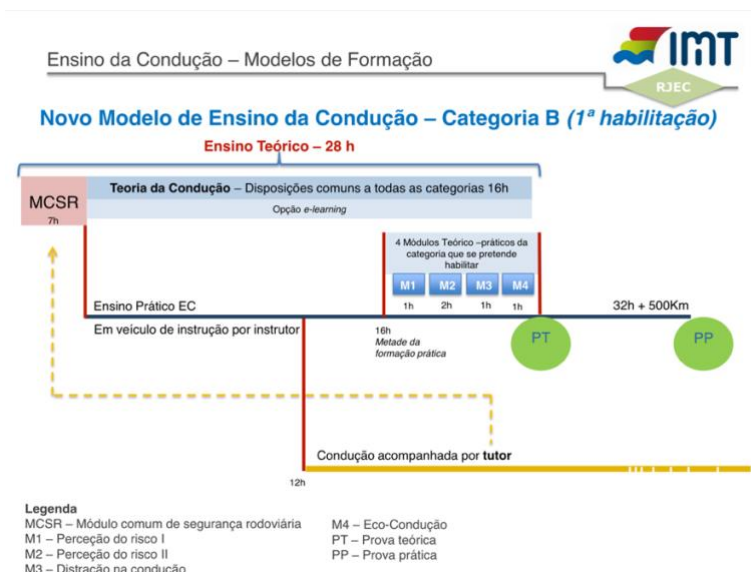 Ensino da Condução – Modelos de Formação
IMT
RJEC
Novo Modelo de Ensino da Condução – Categoria B (1ª habilitação)
Ensino Teórico – 28 h
MCSR
7h
Teoria da Condução – Disposições comuns a todas as categorias 16h
Opção e-learning
4 Módulos Teórico –práticos da
categoria que se pretende
habilitar
M1 M2 M3 M4
1h 2h 1h 1h
Ensino Prático EC
32h + 500Km
Em veículo de instrução por instrutor
16h
Metade da
formação prática
PT
PP
Condução acompanhada por tutor
12h
Legenda
MCSR – Módulo comum de segurança rodoviária
M1 – Perceção do risco I
M2 – Perceção do risco II
M3 – Distração na condução
M4 – Eco-Condução
PT – Prova teórica
PP – Prova prática